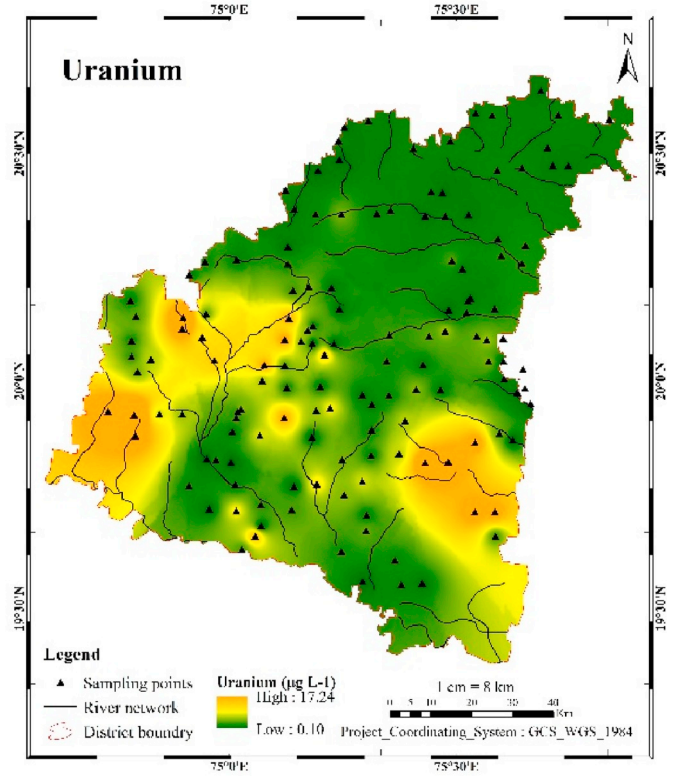 75°0'E 75°30'E
Uranium
N
20°30'N 20°30'N
20°0'N 20°0'N
19°30'N 19°30'N
Legend
Sampling points
River network
District boundary
Uranium (µg L-1)
High : 17.24
Low : 0.10
1 cm = 8 km
0 5 10 20 30 40
Km
Project_Coordinating_System : GCS_WGS_1984
75°0'E 75°30'E